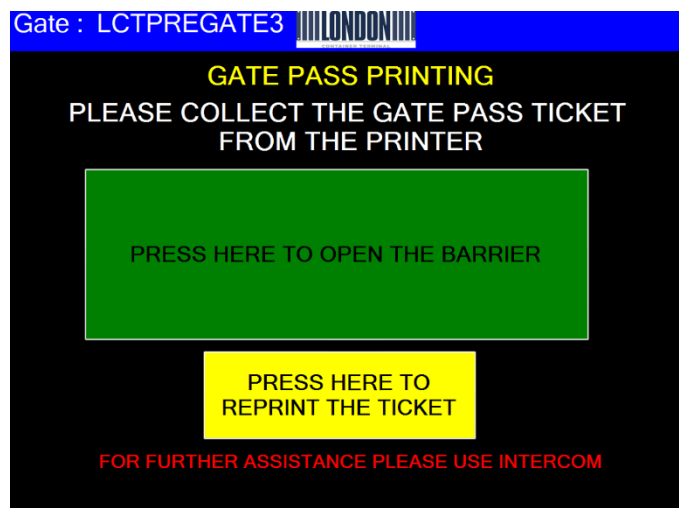 Gate : LCTPREGATE3 LONDON
CONTAINER TERMINAL
GATE PASS PRINTING
PLEASE COLLECT THE GATE PASS TICKET
FROM THE PRINTER
PRESS HERE TO OPEN THE BARRIER
PRESS HERE TO
REPRINT THE TICKET
FOR FURTHER ASSISTANCE PLEASE USE INTERCOM